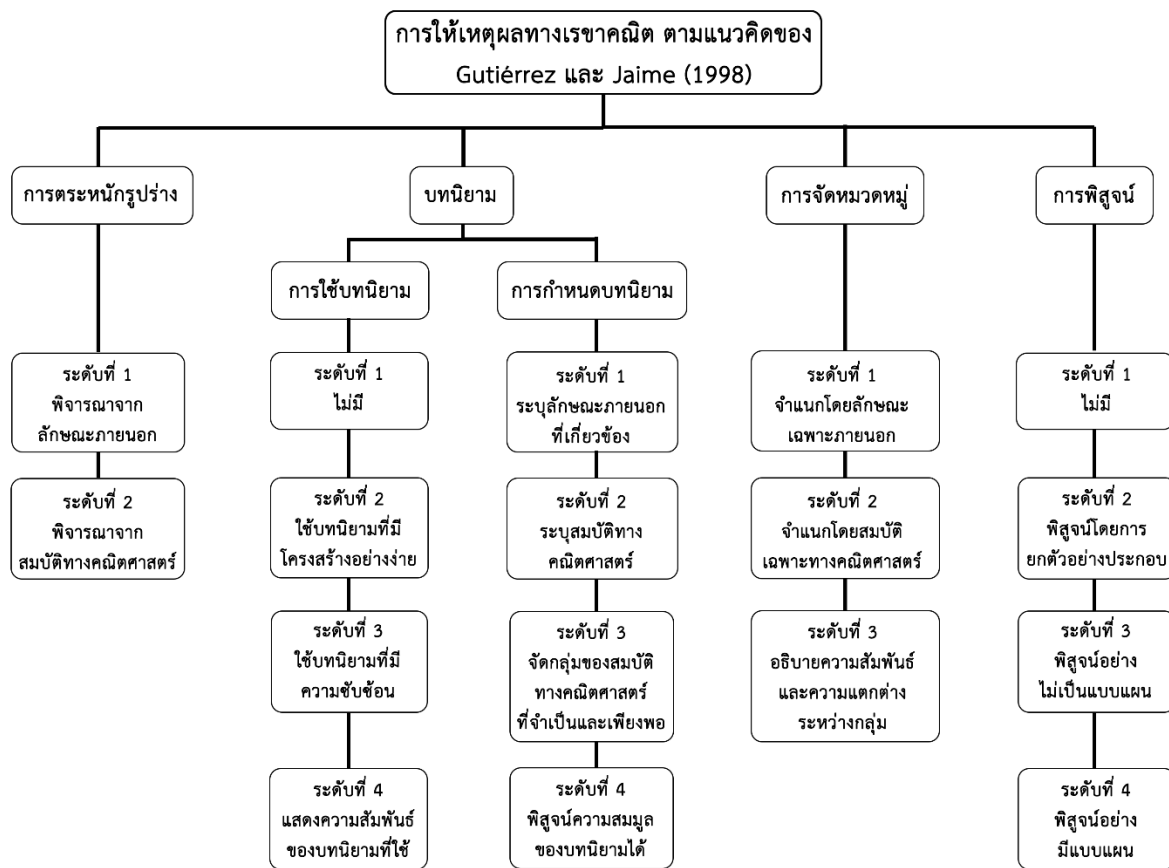 การให้เหตุผลทางเรขาคณิต ตามแนวคิดของ
Gutiérrez และ Jaime (1998)
การตระหนักรูปร่าง
บทนิยาม
การจัดหมวดหมู่
การพิสูจน์
การใช้บทนิยาม
การกำหนดบทนิยาม
ระดับที่ 1
พิจารณาจาก
ลักษณะภายนอก
ระดับที่ 2
พิจารณาจาก
สมบัติทางคณิตศาสตร์
ระดับที่ 1
ไม่มี
ระดับที่ 2
ใช้บทนิยามที่มี
โครงสร้างอย่างง่าย
ระดับที่ 3
ใช้บทนิยามที่มี
ความซับซ้อน
ระดับที่ 4
แสดงความสัมพันธ์
ของบทนิยามที่ใช้
ระดับที่ 1
ระบุลักษณะภายนอก
ที่เกี่ยวข้อง
ระดับที่ 2
ระบุสมบัติทาง
คณิตศาสตร์
ระดับที่ 3
จัดกลุ่มของสมบัติ
ทางคณิตศาสตร์
ที่จำเป็นและเพียงพอ
ระดับที่ 4
พิสูจน์ความสมมูล
ของบทนิยามได้
ระดับที่ 1
จำแนกโดยลักษณะ
เฉพาะภายนอก
ระดับที่ 2
จำแนกโดยสมบัติ
เฉพาะทางคณิตศาสตร์
ระดับที่ 3
อธิบายความสัมพันธ์
และความแตกต่าง
ระหว่างกลุ่ม
ระดับที่ 1
ไม่มี
ระดับที่ 2
พิสูจน์โดยการ
ยกตัวอย่างประกอบ
ระดับที่ 3
พิสูจน์อย่าง
ไม่เป็นแบบแผน
ระดับที่ 4
พิสูจน์อย่าง
มีแบบแผน